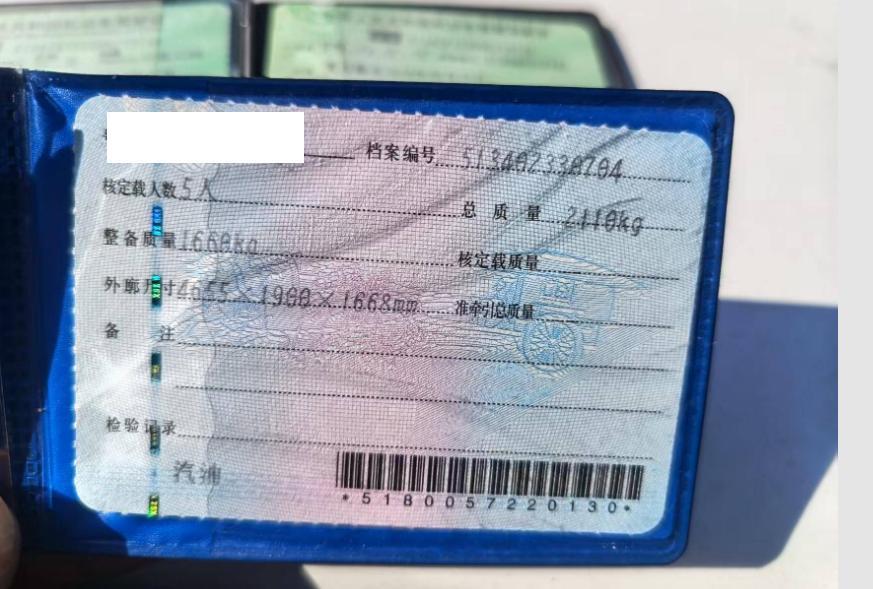 档案编号 513402330704
核定载人数 5人
总质量 2110kg
整备质量 1660kg
核定载质量
外廓尺寸 4655×1900×1668mm
准牵引总质量
备注
检验记录
汽油
*5180057220130*